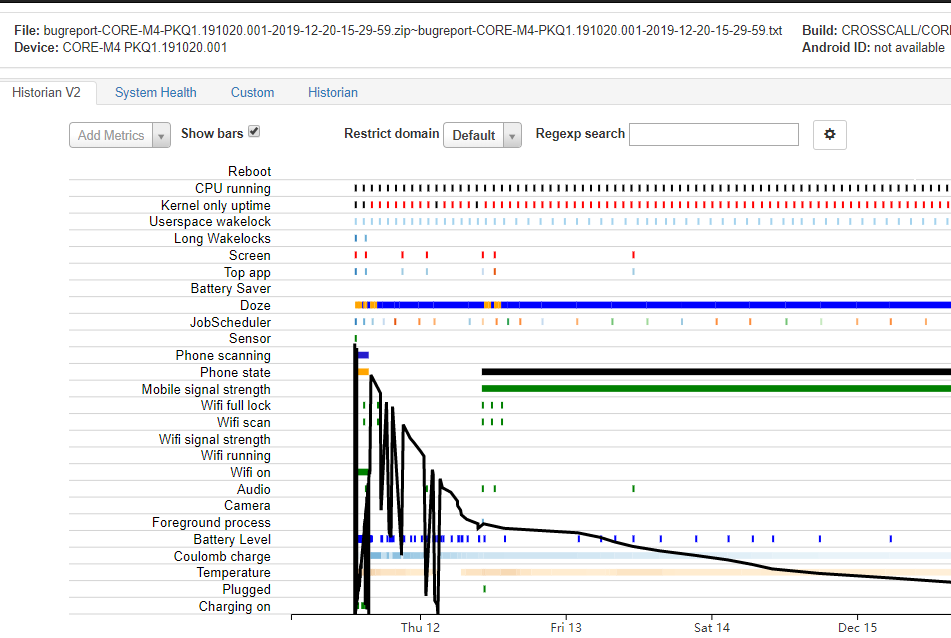 File: bugreport-CORE-M4-PKQ1.191020.001-2019-12-20-15-29-59.zip~bugreport-CORE-M4-PKQ1.191020.001-2019-12-20-15-29-59.txt Build: CROSSCALL/CORE
Device: CORE-M4 PKQ1.191020.001 Android ID: not available
Historian V2 System Health Custom Historian
Add Metrics Show bars Restrict domain Default Regexp search
Reboot
CPU running
Kernel only uptime
Userspace wakelock
Long Wakelocks
Screen
Top app
Battery Saver
Doze
JobScheduler
Sensor
Phone scanning
Phone state
Mobile signal strength
Wifi full lock
Wifi scan
Wifi signal strength
Wifi running
Wifi on
Audio
Camera
Foreground process
Battery Level
Coulomb charge
Temperature
Plugged
Charging on
Thu 12 Fri 13 Sat 14 Dec 15